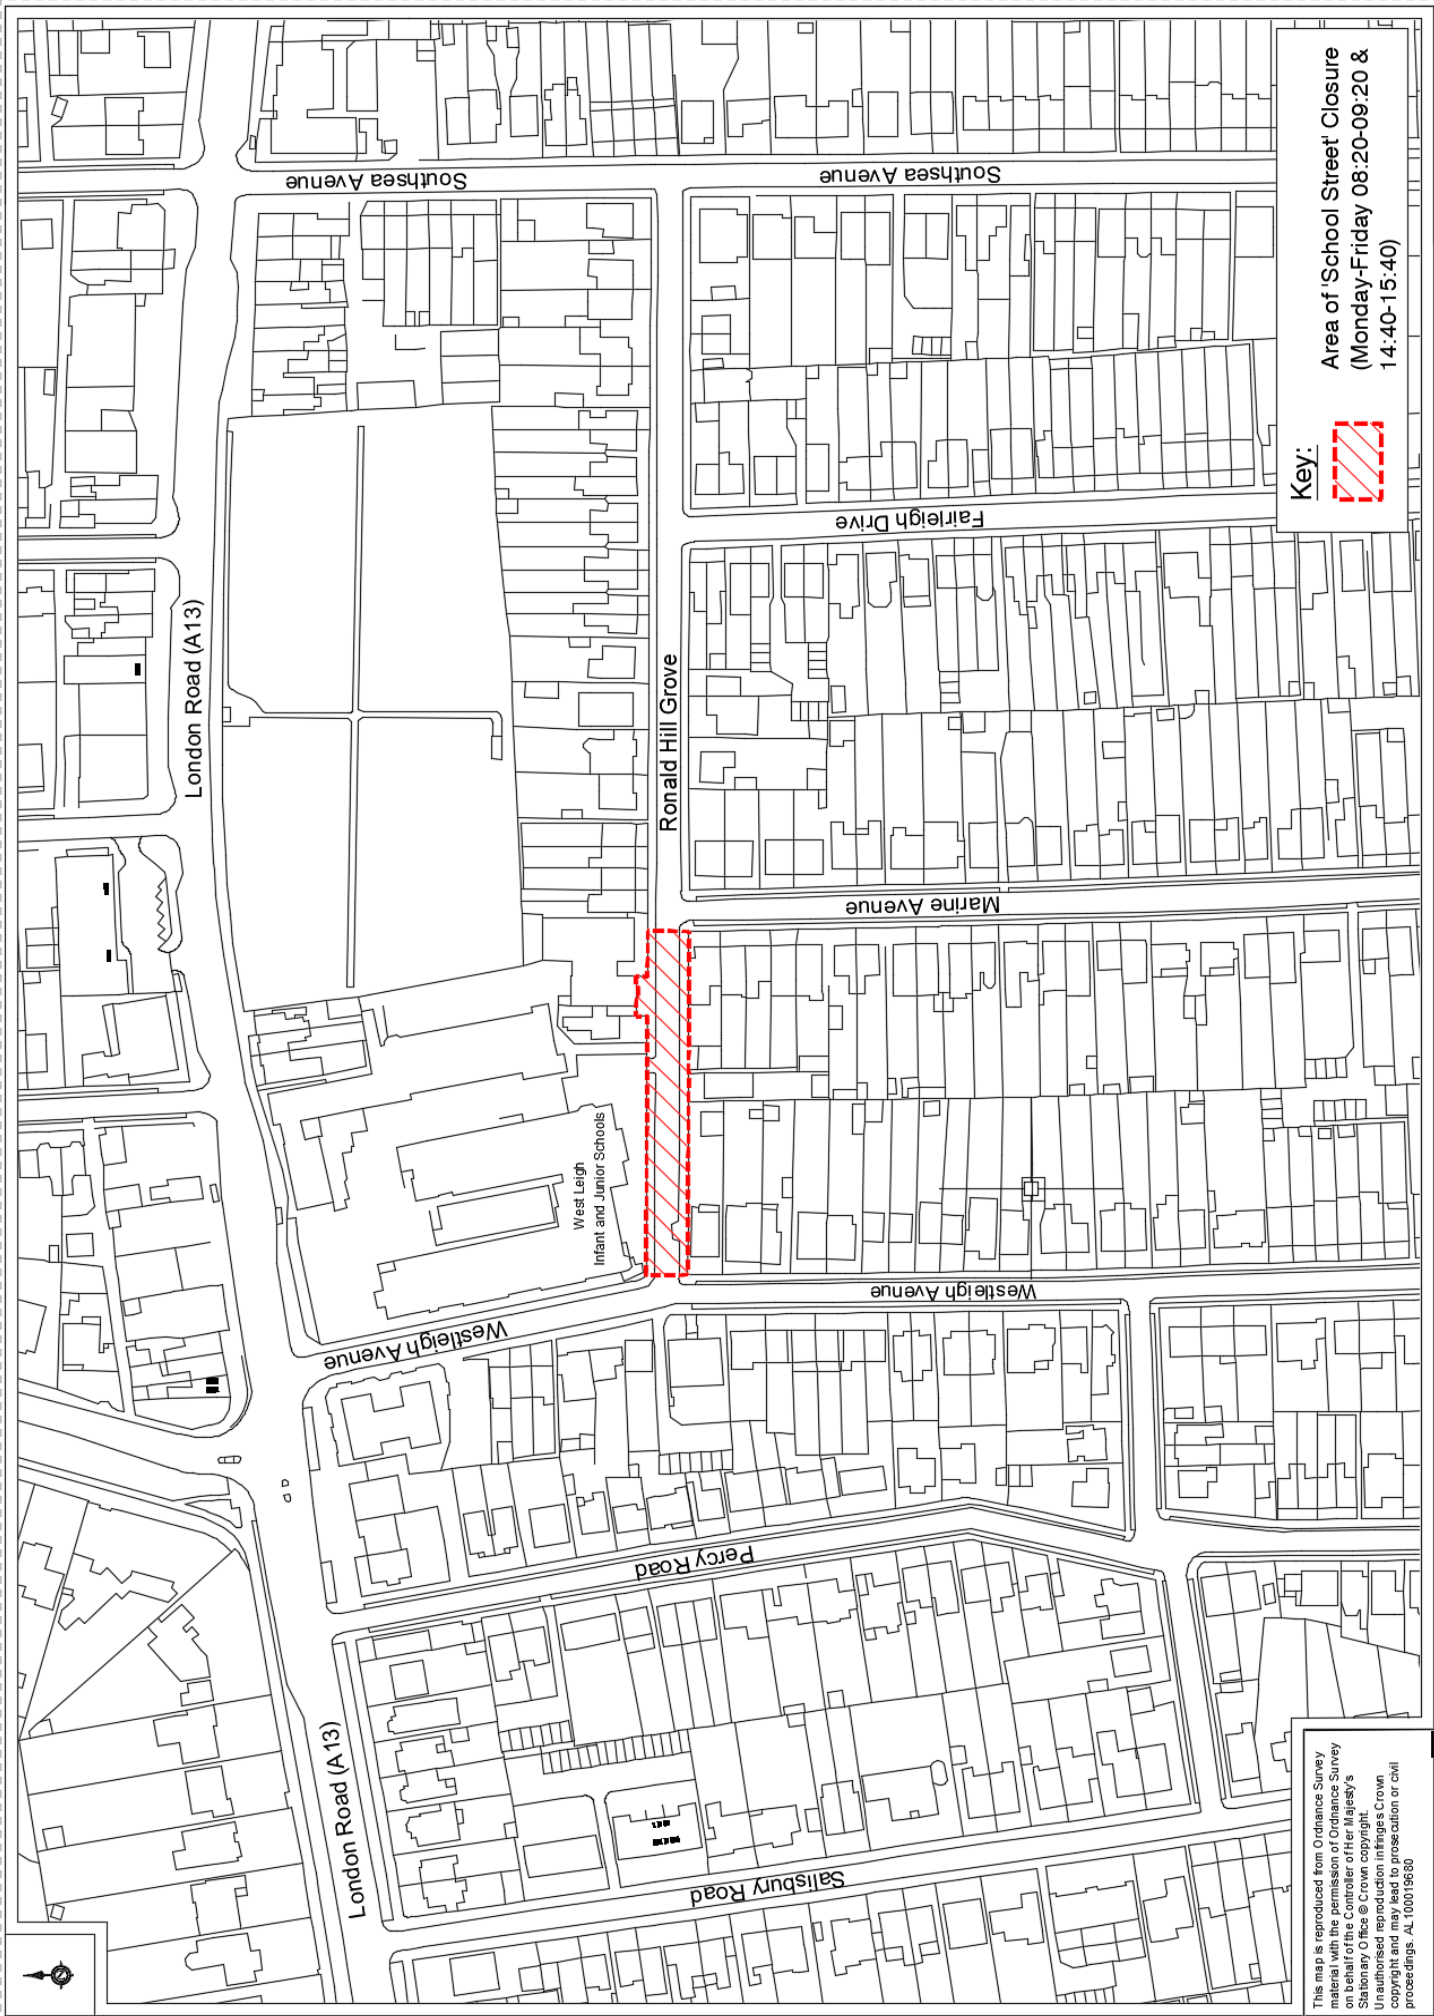 London Road (A13)
London Road (A13)
Salisbury Road
Percy Road
Westleigh Avenue
Westleigh Avenue
West Leigh
Infant and Junior Schools
Ronald Hill Grove
Marine Avenue
Fairleigh Drive
Southsea Avenue
Southsea Avenue
Key:
Area of 'School Street' Closure
(Monday-Friday 08:20-09:20 &
14:40-15:40)
This map is reproduced from Ordnance Survey
material with the permission of Ordnance Survey
on behalf of the Controller of Her Majesty's
Stationary Office © Crown copyright.
Unauthorised reproduction infringes Crown
copyright and may lead to prosecution or civil
proceedings. AL 100019680